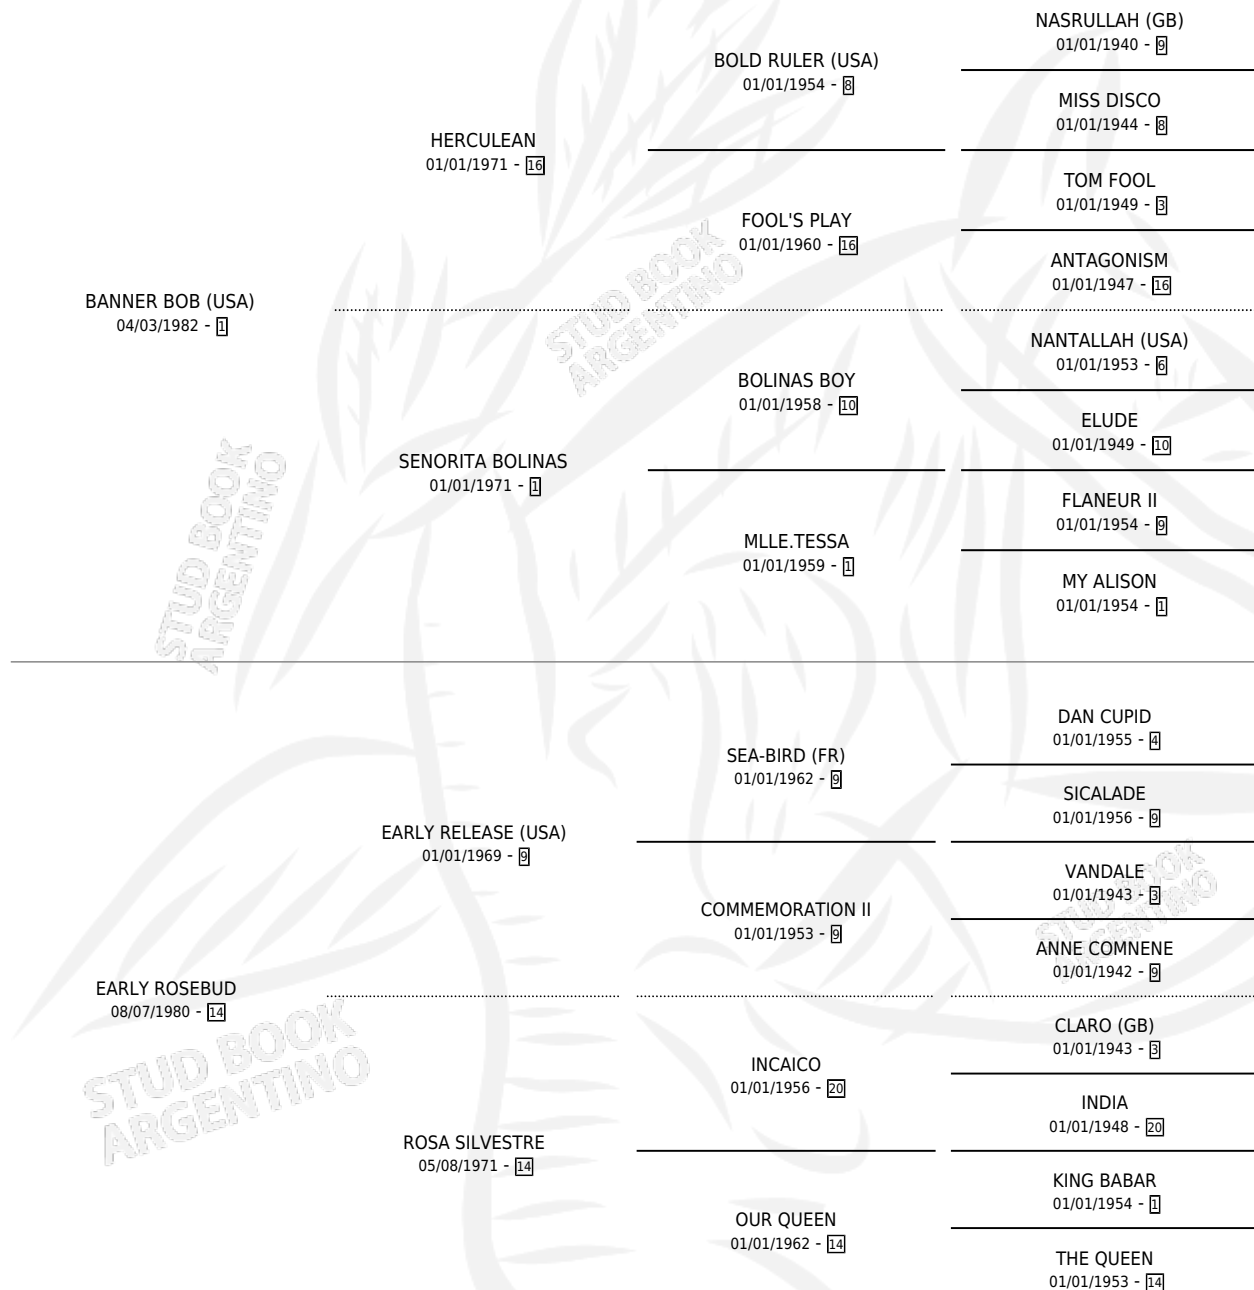 NASRULLAH (GB)
01/01/1940 - 9
BOLD RULER (USA)
01/01/1954 - 8
MISS DISCO
01/01/1944 - 8
HERCULEAN
01/01/1971 - 16
TOM FOOL
01/01/1949 - 3
FOOL'S PLAY
01/01/1960 - 16
ANTAGONISM
01/01/1947 - 16
BANNER BOB (USA)
04/03/1982 - 1
NANTALLAH (USA)
01/01/1953 - 6
BOLINAS BOY
01/01/1958 - 10
ELUDE
01/01/1949 - 10
SENORITA BOLINAS
01/01/1971 - 1
FLANEUR II
01/01/1954 - 9
MLLE.TESSA
01/01/1959 - 1
MY ALISON
01/01/1954 - 1
DAN CUPID
01/01/1955 - 4
SEA-BIRD (FR)
01/01/1962 - 9
SICALADE
01/01/1956 - 9
EARLY RELEASE (USA)
01/01/1969 - 9
VANDALE
01/01/1943 - 3
COMMEMORATION II
01/01/1953 - 9
ANNE COMNENE
01/01/1942 - 9
EARLY ROSEBUD
08/07/1980 - 14
CLARO (GB)
01/01/1943 - 3
INCAICO
01/01/1956 - 20
INDIA
01/01/1948 - 20
ROSA SILVESTRE
05/08/1971 - 14
KING BABAR
01/01/1954 - 1
OUR QUEEN
01/01/1962 - 14
THE QUEEN
01/01/1953 - 14
STUD BOOK
ARGENTINO
STUD BOOK
ARGENTINO
STUD BOOK
ARGENTINO
STUD BOOK
ARGENTINO